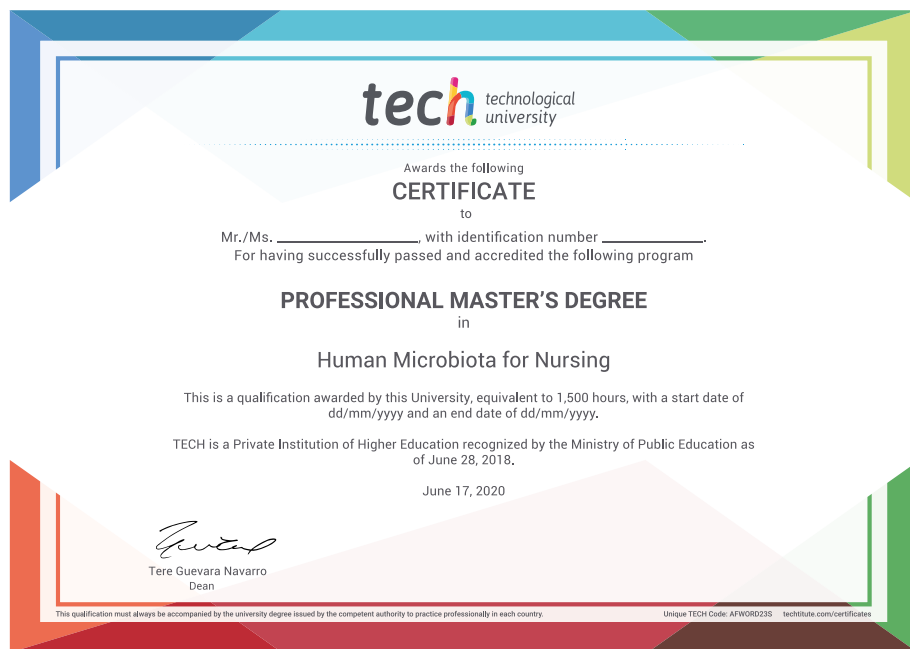 tech technological
university
Awards the following
CERTIFICATE
to
Mr./Ms. ____________________, with identification number ______________.
For having successfully passed and accredited the following program
PROFESSIONAL MASTER'S DEGREE
in
Human Microbiota for Nursing
This is a qualification awarded by this University, equivalent to 1,500 hours, with a start date of
dd/mm/yyyy and an end date of dd/mm/yyyy.
TECH is a Private Institution of Higher Education recognized by the Ministry of Public Education as
of June 28, 2018.
June 17, 2020
Tere Guevara Navarro
Dean
This qualification must always be accompanied by the university degree issued by the competent authority to practice professionally in each country.
Unique TECH Code: AFWORD23S techtitute.com/certificates